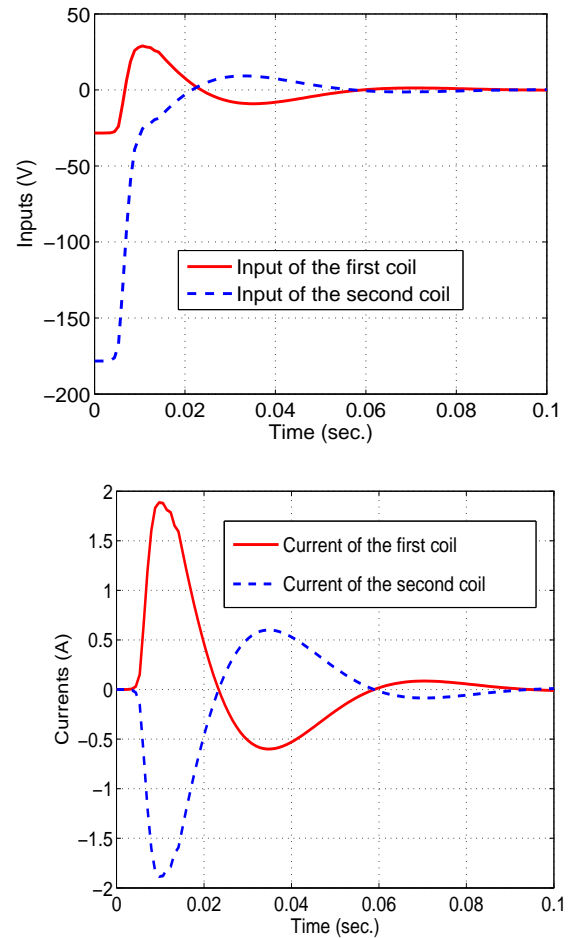 50
0
−50
−100
−150
−200
Inputs (V)
Input of the first coil
Input of the second coil
0 0.02 0.04 0.06 0.08 0.1
Time (sec.)
2
1.5
1
0.5
0
−0.5
−1
−1.5
−2
Currents (A)
Current of the first coil
Current of the second coil
0 0.02 0.04 0.06 0.08 0.1
Time (sec.)